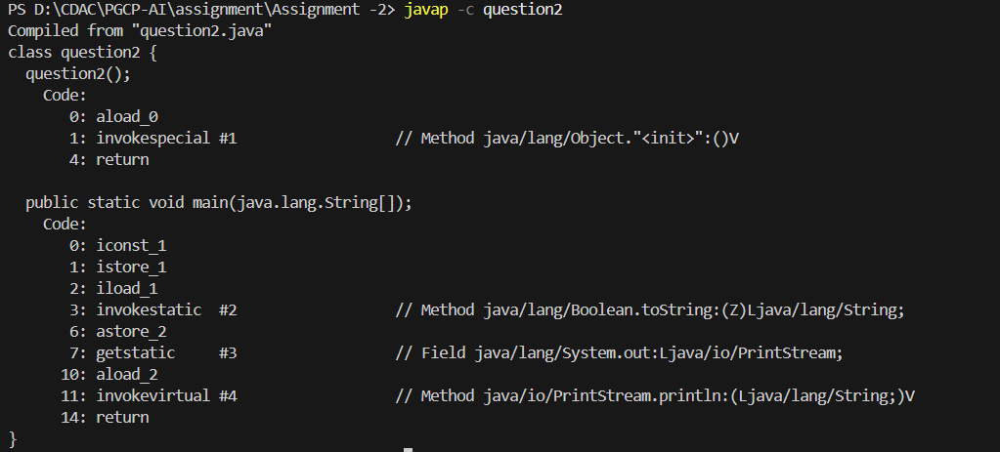 PS D:\CDAC\PGCP-AI\assignment\Assignment -2> javap -c question2
Compiled from "question2.java"
class question2 {
  question2();
    Code:
       0: aload_0
       1: invokespecial #1                  // Method java/lang/Object."<init>":()V
       4: return

  public static void main(java.lang.String[]);
    Code:
       0: iconst_1
       1: istore_1
       2: iload_1
       3: invokestatic  #2                  // Method java/lang/Boolean.toString:(Z)Ljava/lang/String;
       6: astore_2
       7: getstatic     #3                  // Field java/lang/System.out:Ljava/io/PrintStream;
      10: aload_2
      11: invokevirtual #4                  // Method java/io/PrintStream.println:(Ljava/lang/String;)V
      14: return
}